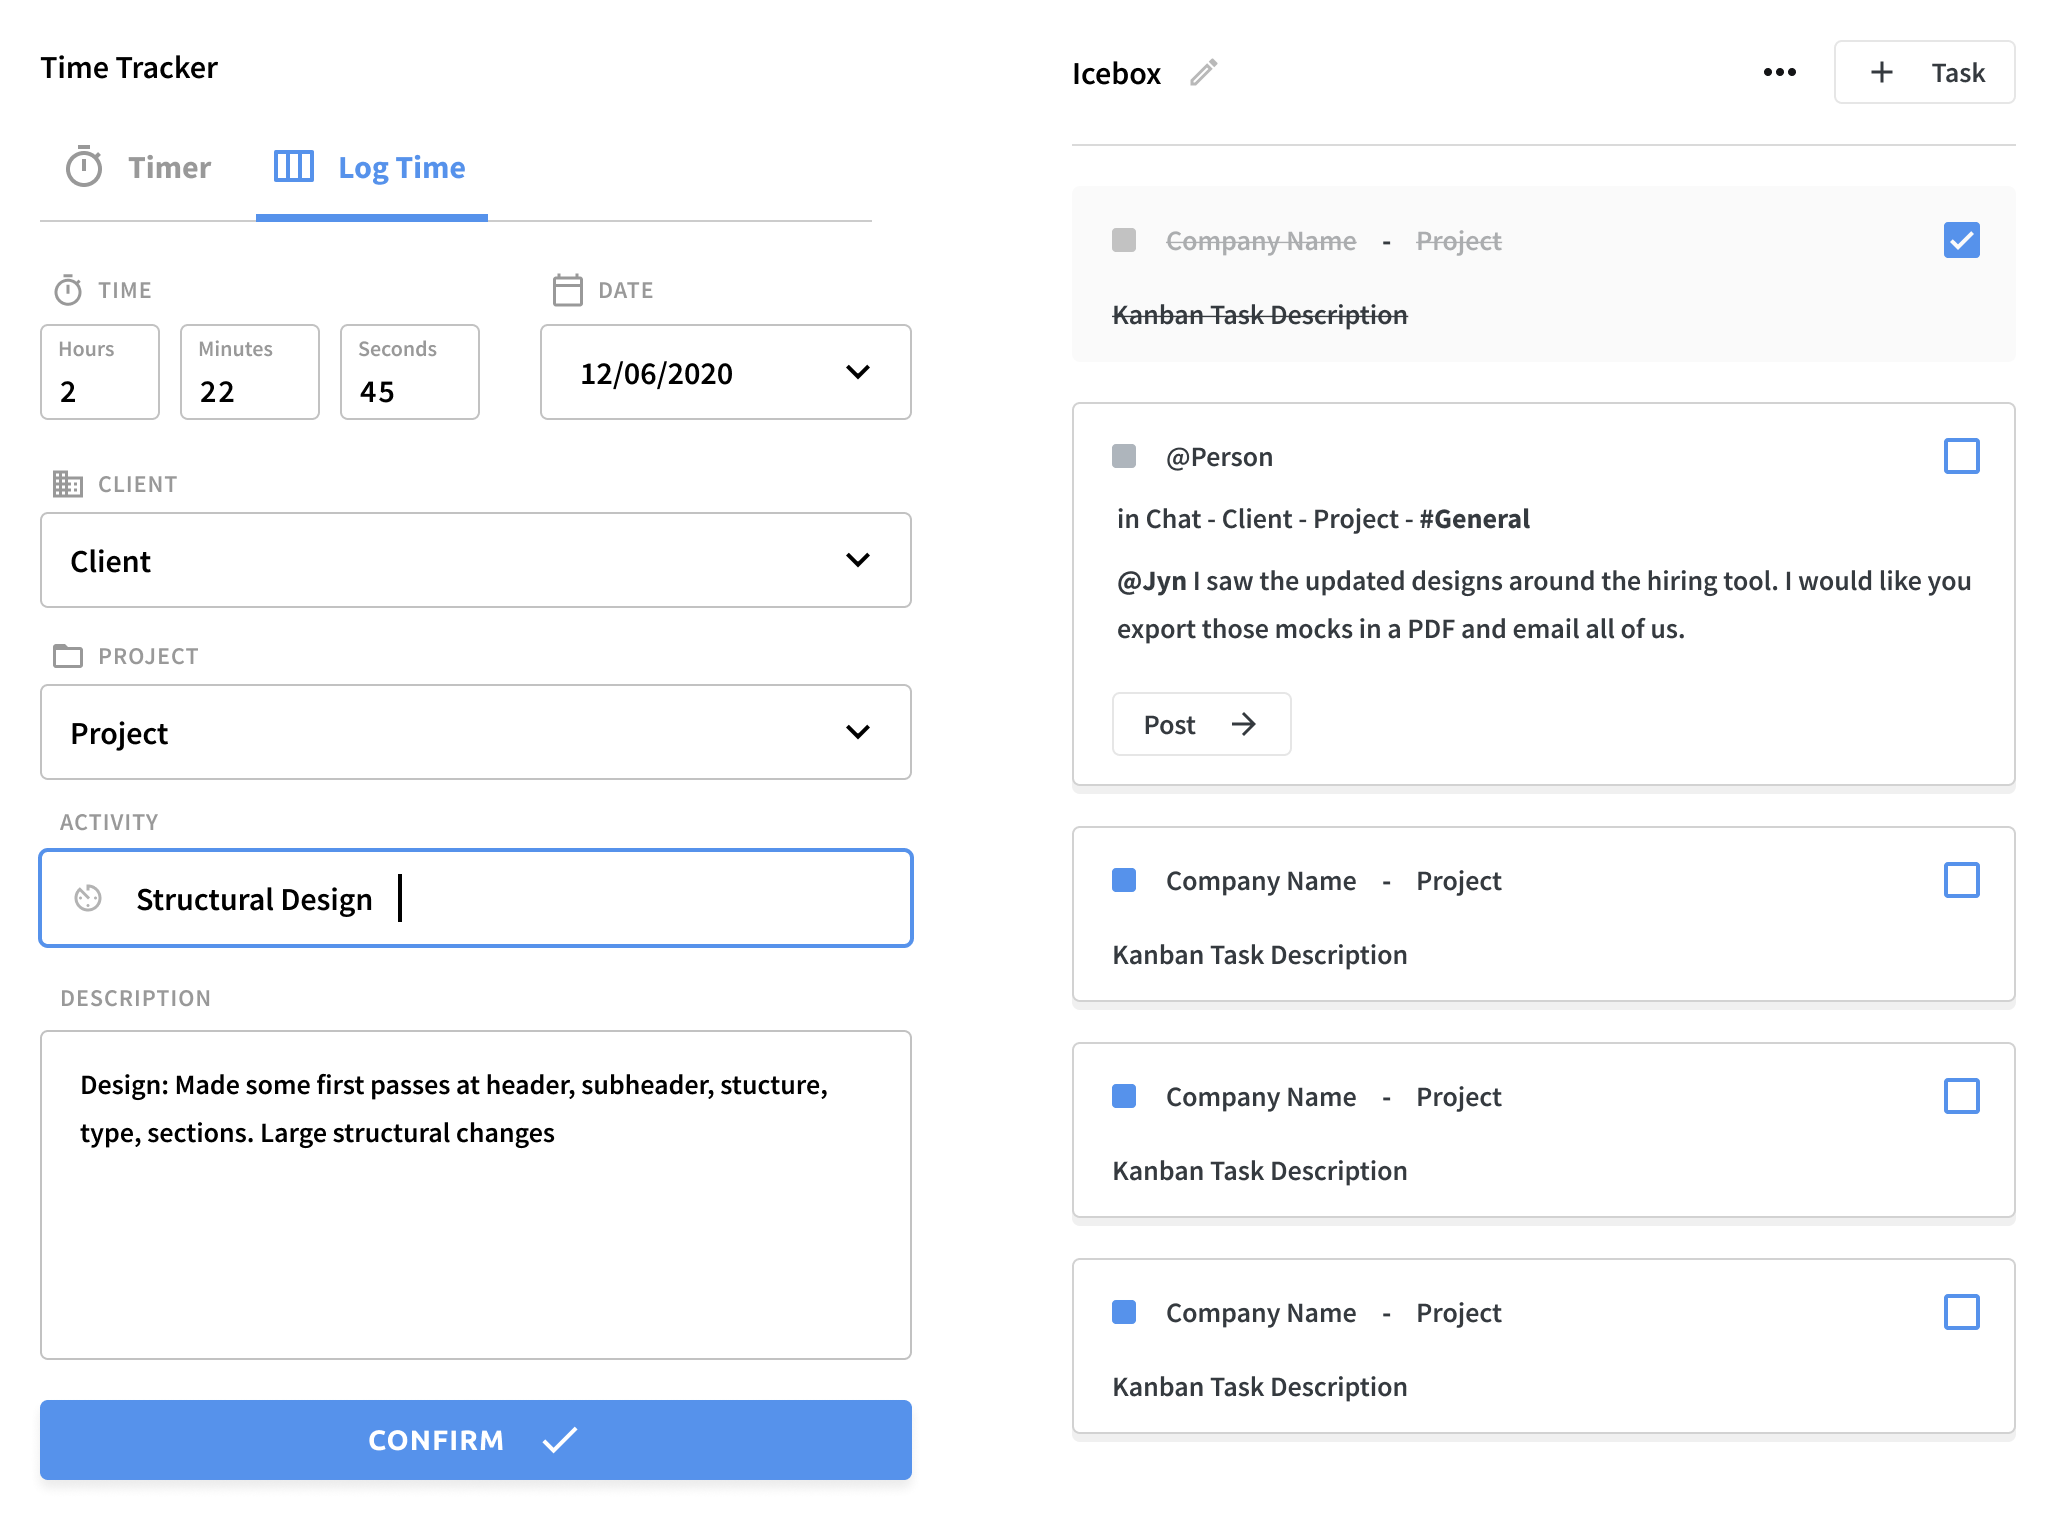 Time Tracker
Timer Log Time
TIME
Hours
2
Minutes
22
Seconds
45
DATE
12/06/2020
CLIENT
Client
PROJECT
Project
ACTIVITY
Structural Design
DESCRIPTION
Design: Made some first passes at header, subheader, stucture,
type, sections. Large structural changes
CONFIRM
Icebox
+ Task
Company Name - Project
Kanban Task Description
@Person
in Chat - Client - Project - #General
@Jyn I saw the updated designs around the hiring tool. I would like you
export those mocks in a PDF and email all of us.
Post
Company Name - Project
Kanban Task Description
Company Name - Project
Kanban Task Description
Company Name - Project
Kanban Task Description